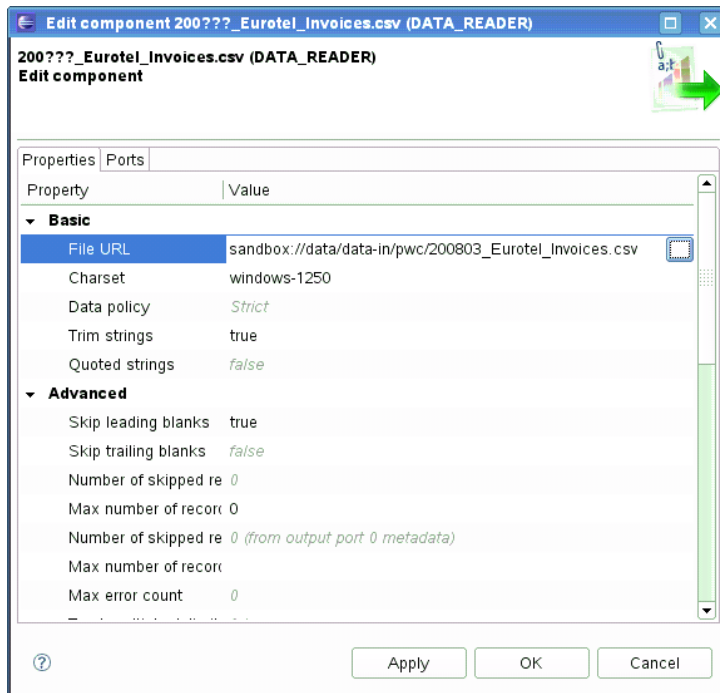 Edit component 200???_Eurotel_Invoices.csv (DATA_READER)
200???_Eurotel_Invoices.csv (DATA_READER)
Edit component
a;b
Properties Ports
Property Value
Basic
File URL sandbox://data/data-in/pwc/200803_Eurotel_Invoices.csv
Charset windows-1250
Data policy Strict
Trim strings true
Quoted strings false
Advanced
Skip leading blanks true
Skip trailing blanks false
Number of skipped re 0
Max number of recor 0
Number of skipped re 0 (from output port 0 metadata)
Max number of recor
Max error count 0
? Apply OK Cancel